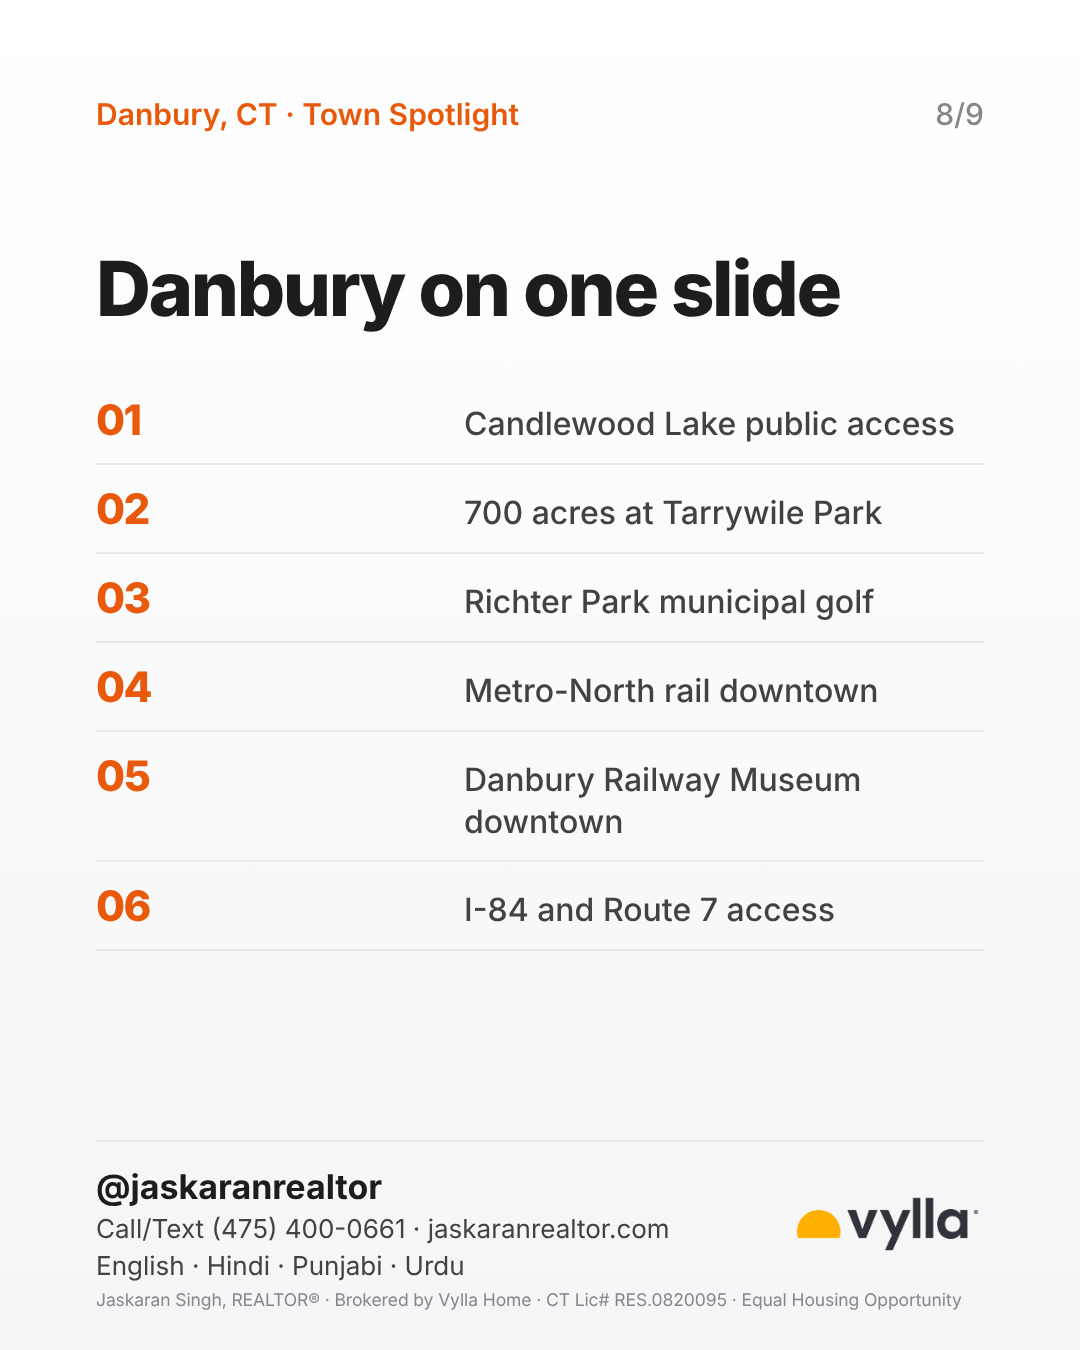 Danbury, CT · Town Spotlight
8/9
Danbury on one slide
01 Candlewood Lake public access
02 700 acres at Tarrywile Park
03 Richter Park municipal golf
04 Metro-North rail downtown
05 Danbury Railway Museum
downtown
06 I-84 and Route 7 access
@jaskaranrealtor
Call/Text (475) 400-0661 · jaskaranrealtor.com
English · Hindi · Punjabi · Urdu
Jaskaran Singh, REALTOR® · Brokered by Vylla Home · CT Lic# RES.0820095 · Equal Housing Opportunity
vylla